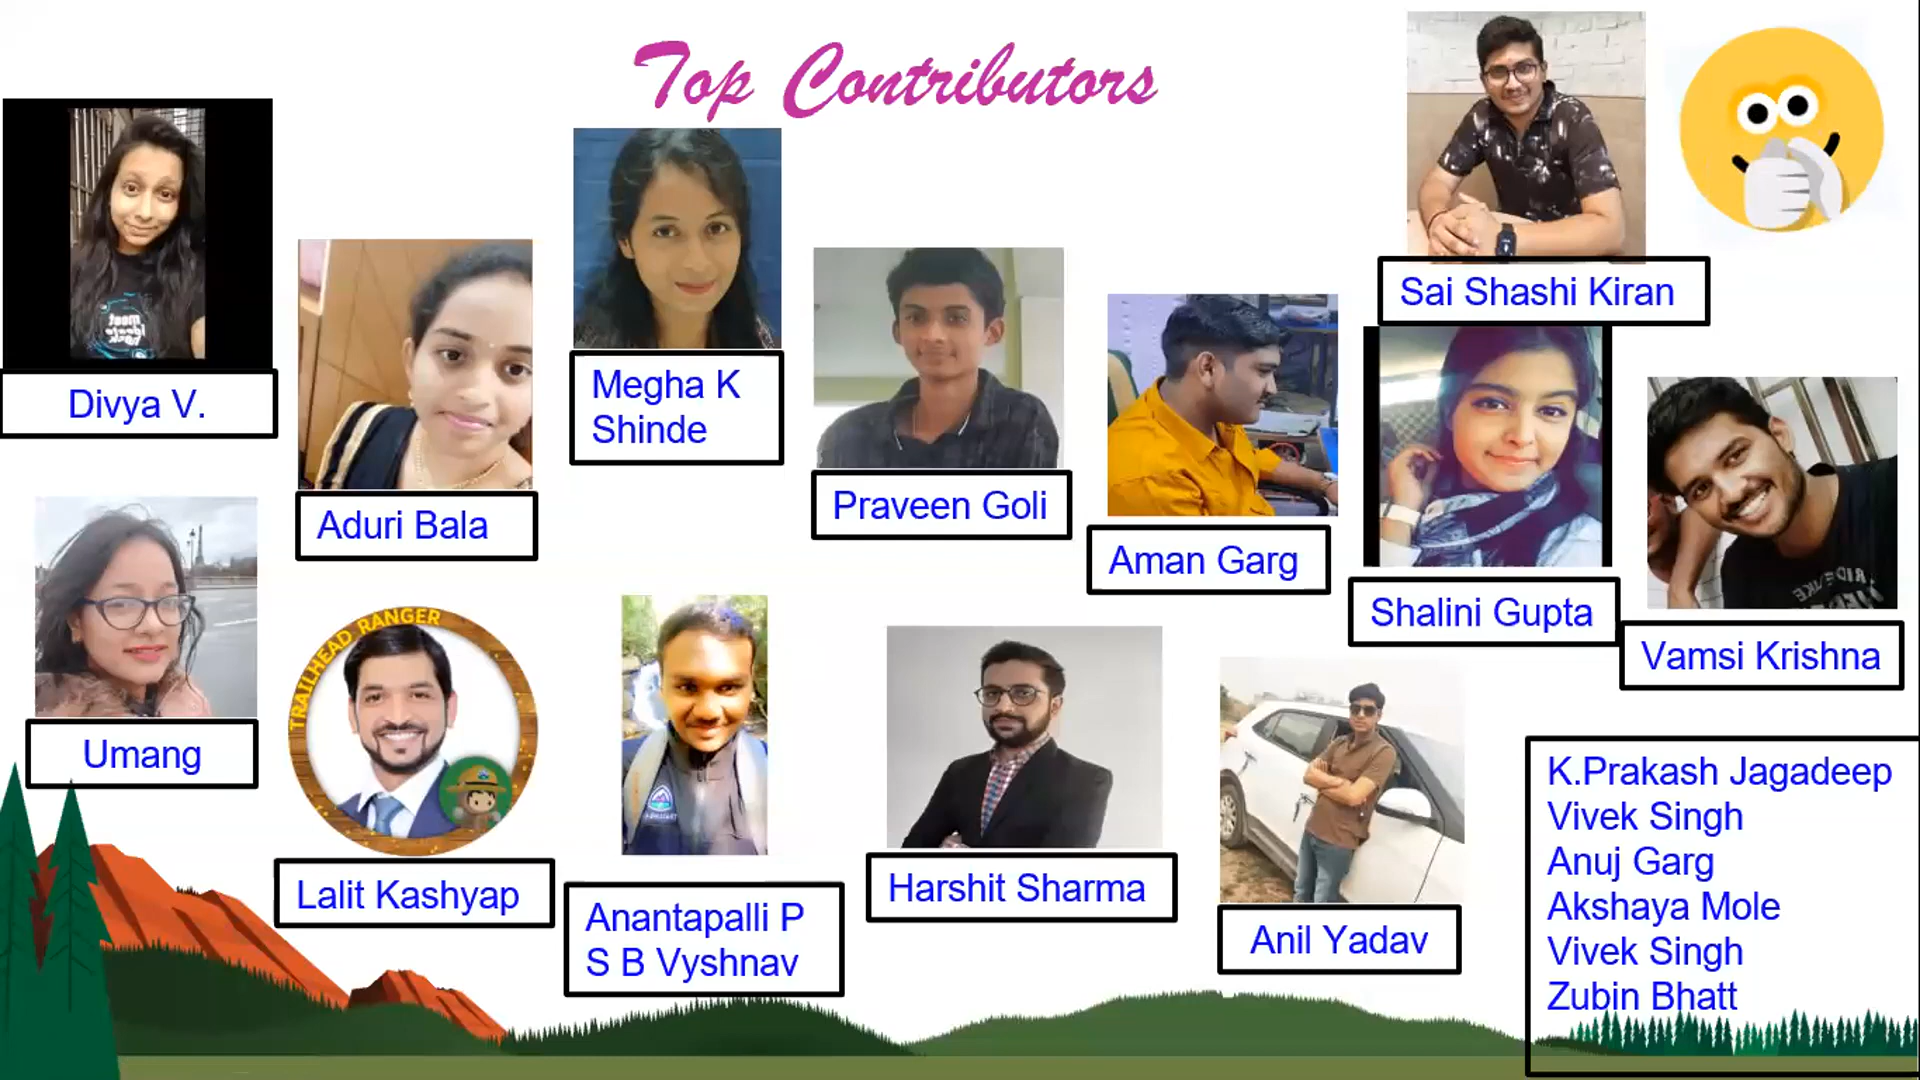 Top Contributors
Sai Shashi Kiran
Divya V.
Megha K
Shinde
Praveen Goli
Aduri Bala
Aman Garg
Shalini Gupta
Vamsi Krishna
Umang
TRAILHEAD RANGER
Lalit Kashyap
Anantapalli P
S B Vyshnav
Harshit Sharma
Anil Yadav
K.Prakash Jagadeep
Vivek Singh
Anuj Garg
Akshaya Mole
Vivek Singh
Zubin Bhatt